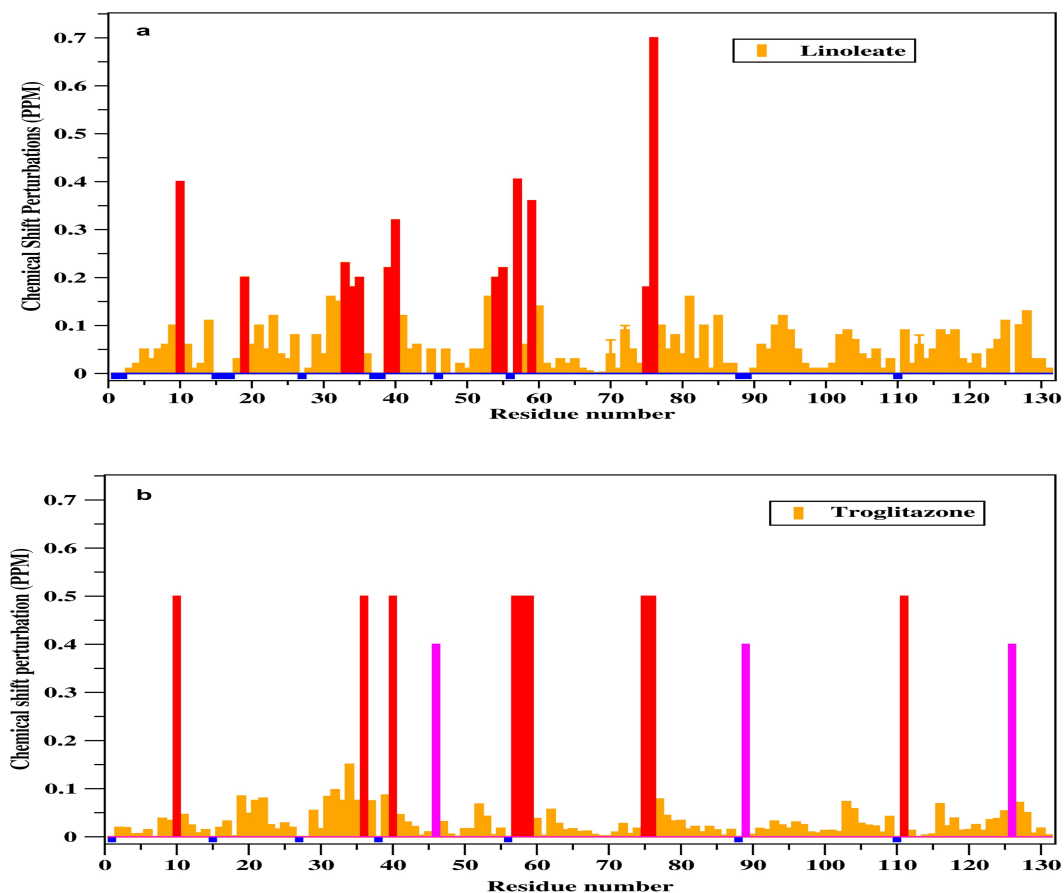 a
Linoleate
Chemical Shift Perturbations (PPM)
0.7
0.6
0.5
0.4
0.3
0.2
0.1
0
0 10 20 30 40 50 60 70 80 90 100 110 120 130
Residue number
b
Troglitazone
Chemical shift perturbation (PPM)
0.7
0.6
0.5
0.4
0.3
0.2
0.1
0
0 10 20 30 40 50 60 70 80 90 100 110 120 130
Residue number